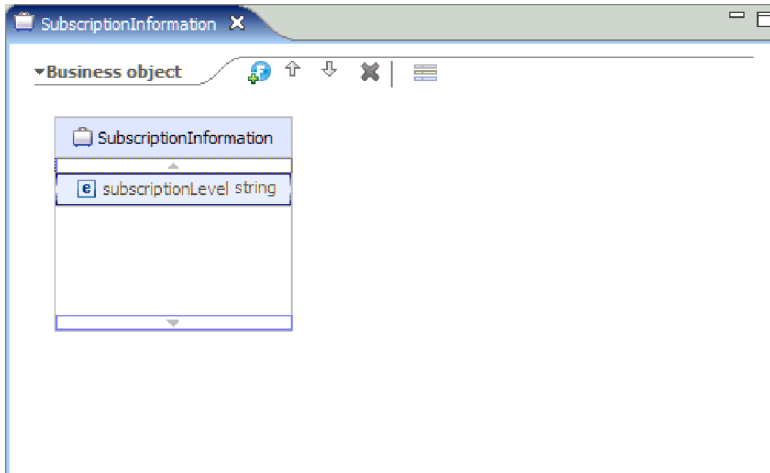 SubscriptionInformation
Business object
SubscriptionInformation
e subscriptionLevel string